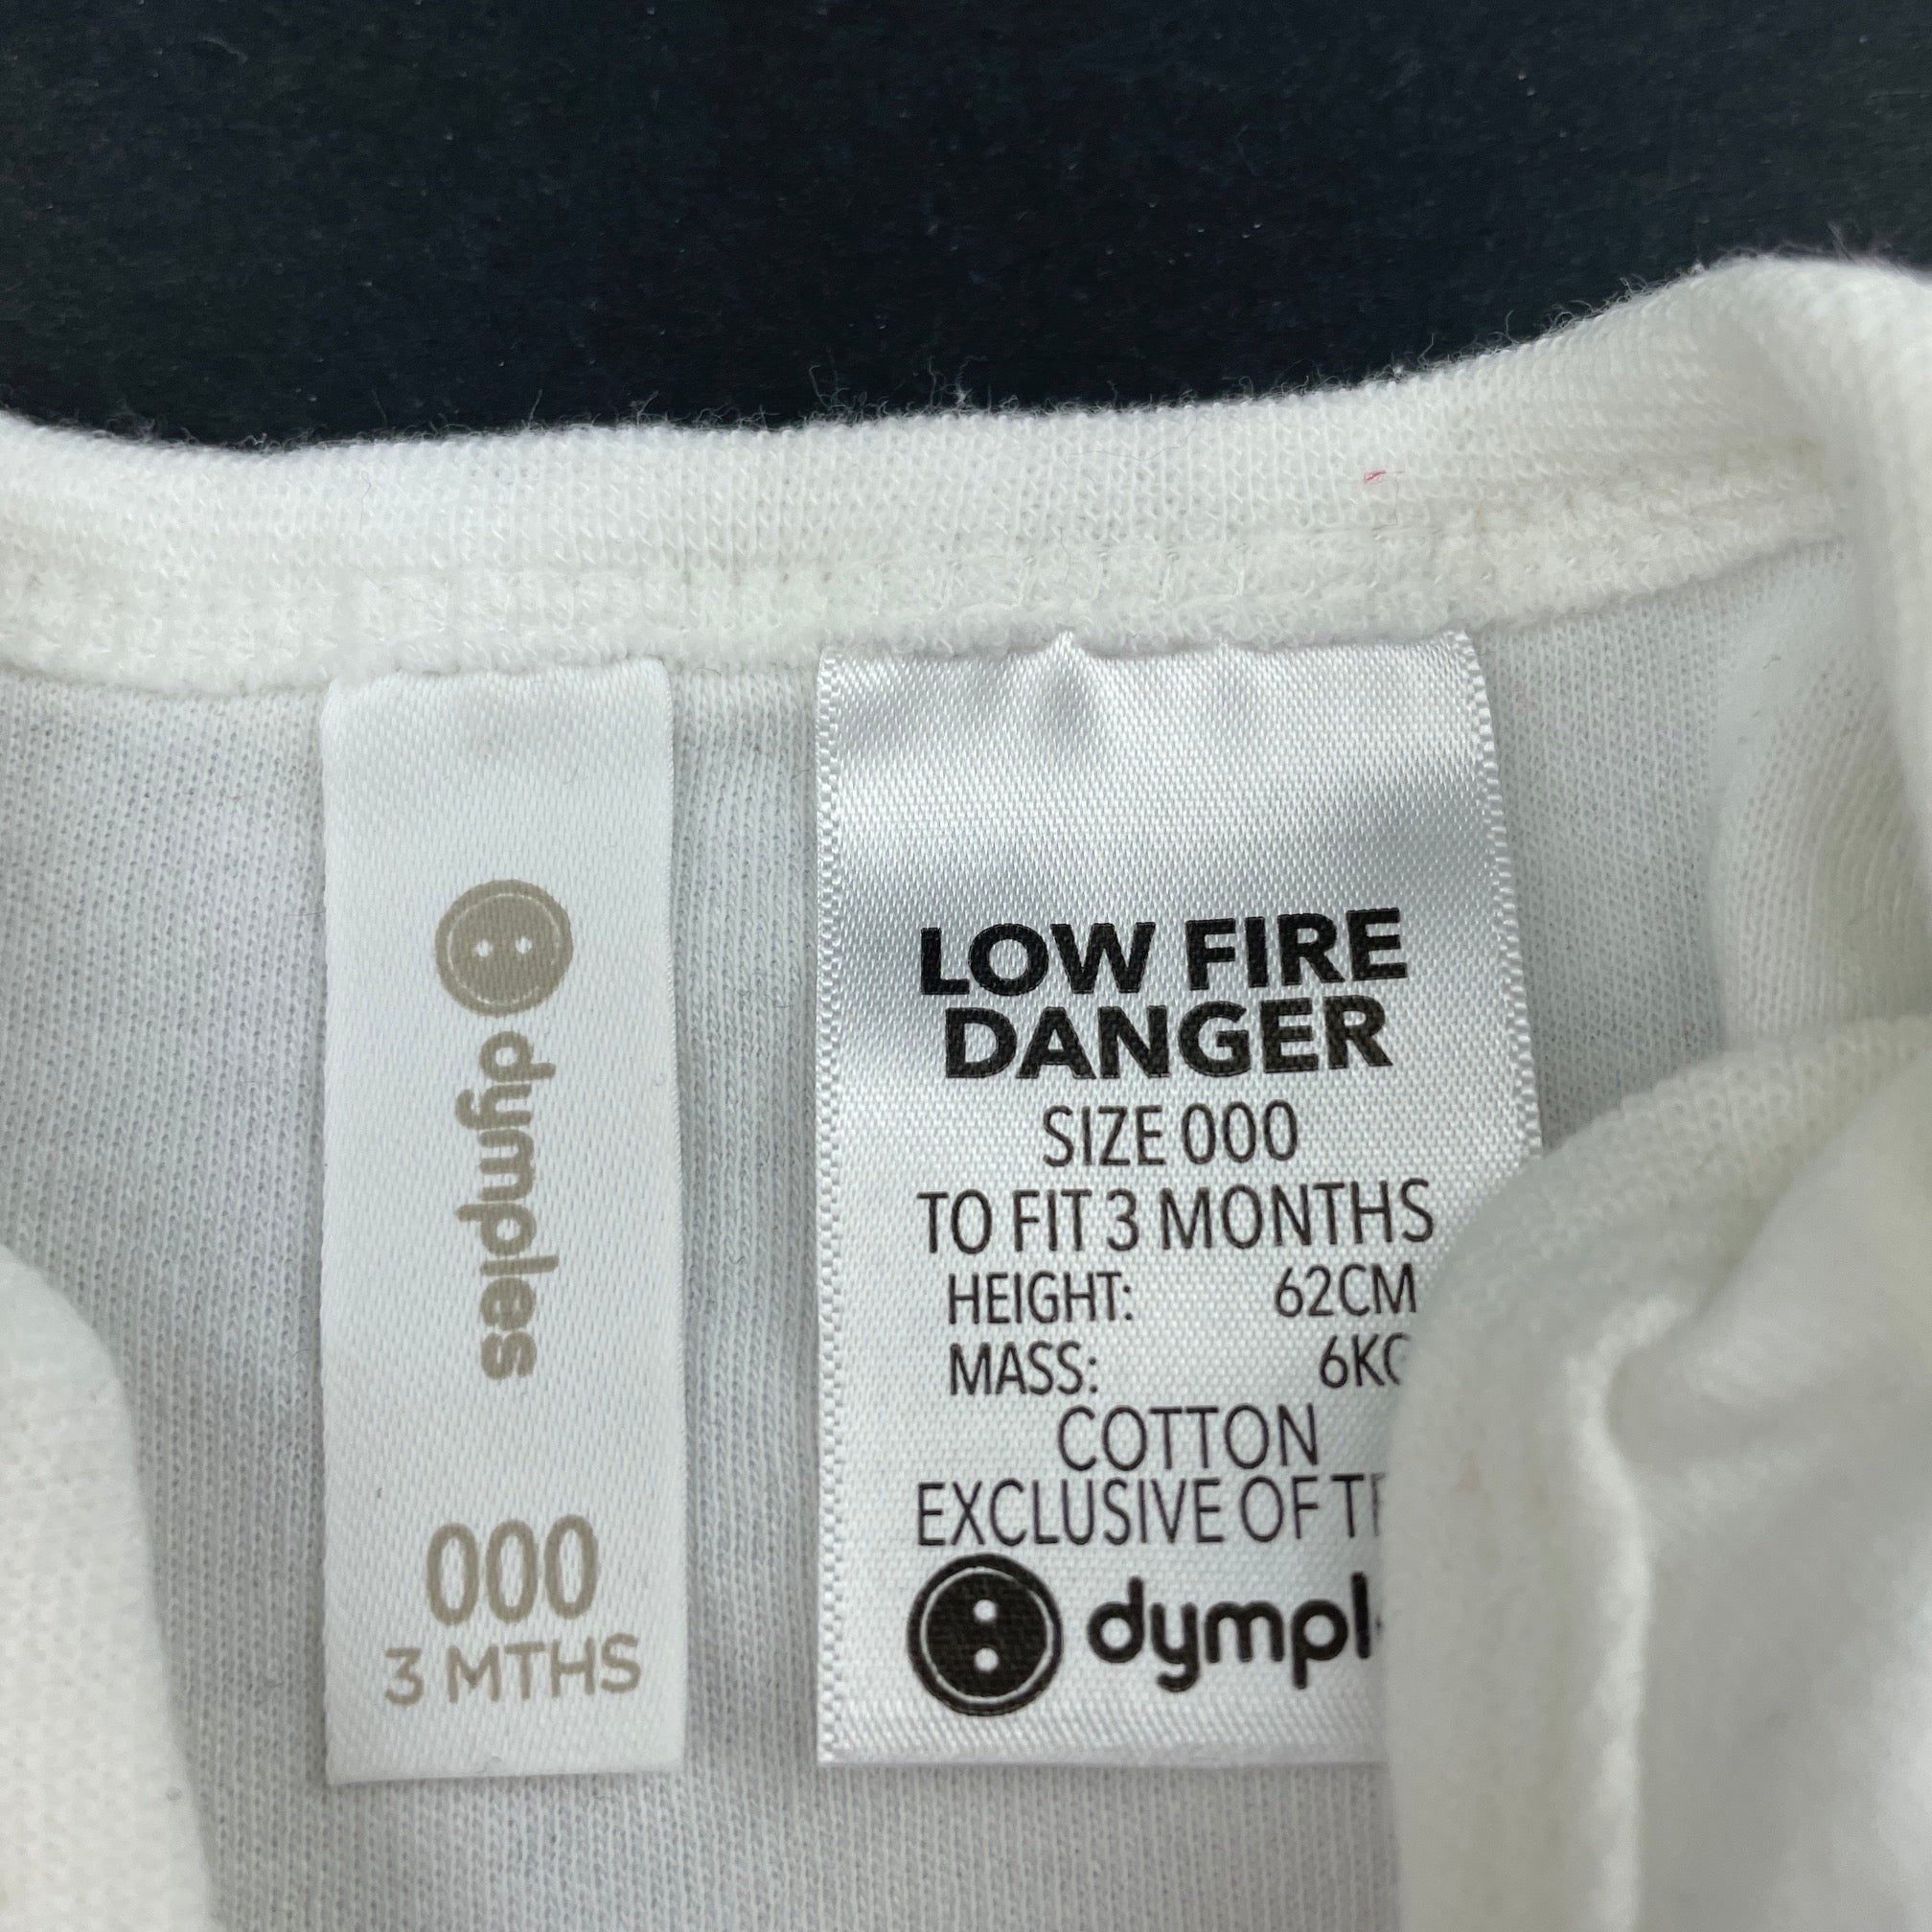 dymples
000
3 MTHS
LOW FIRE
DANGER
SIZE 000
TO FIT 3 MONTHS
HEIGHT: 62CM
MASS: 6KG
COTTON
EXCLUSIVE OF